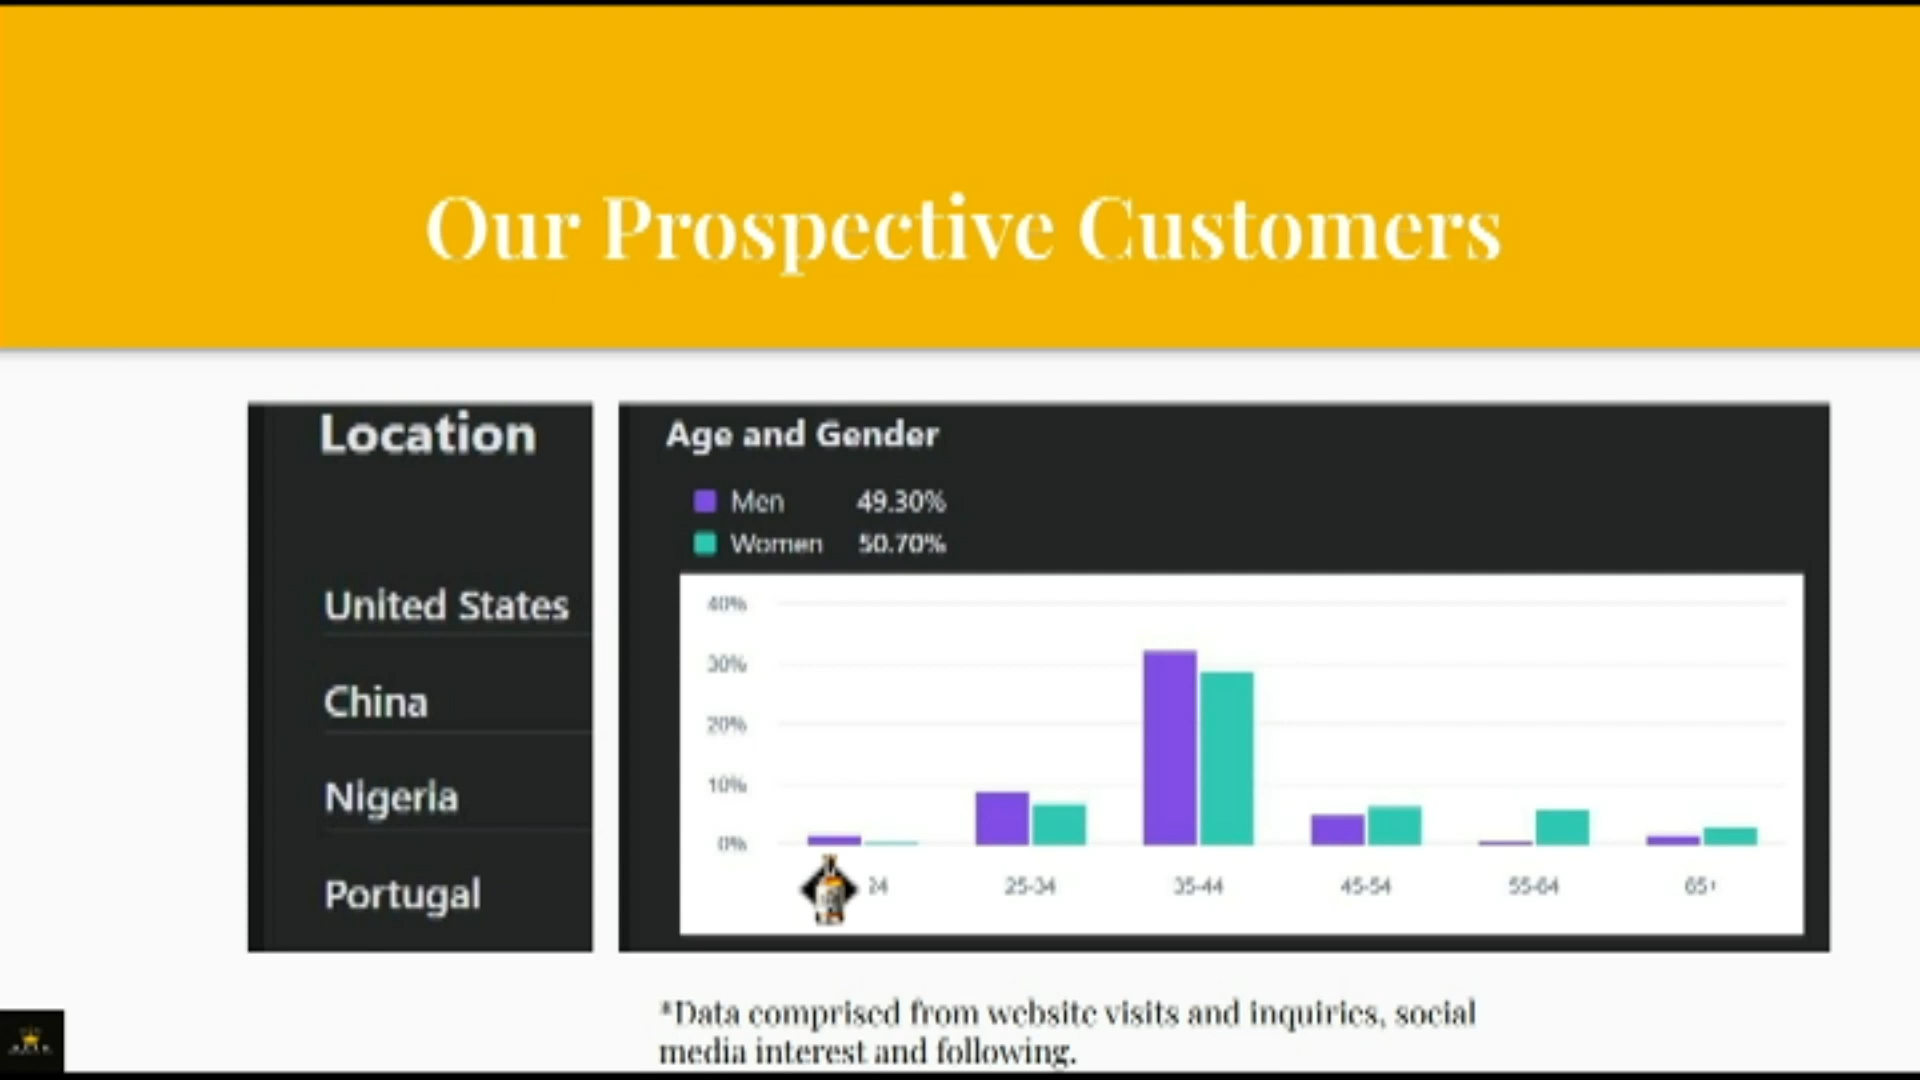 Our Prospective Customers
Location
United States
China
Nigeria
Portugal
Age and Gender
Men 49.30%
Women 50.70%
40%
30%
20%
10%
0%
24 25-34 35-44 45-54 55-64 65+
*Data comprised from website visits and inquiries, social
media interest and following.